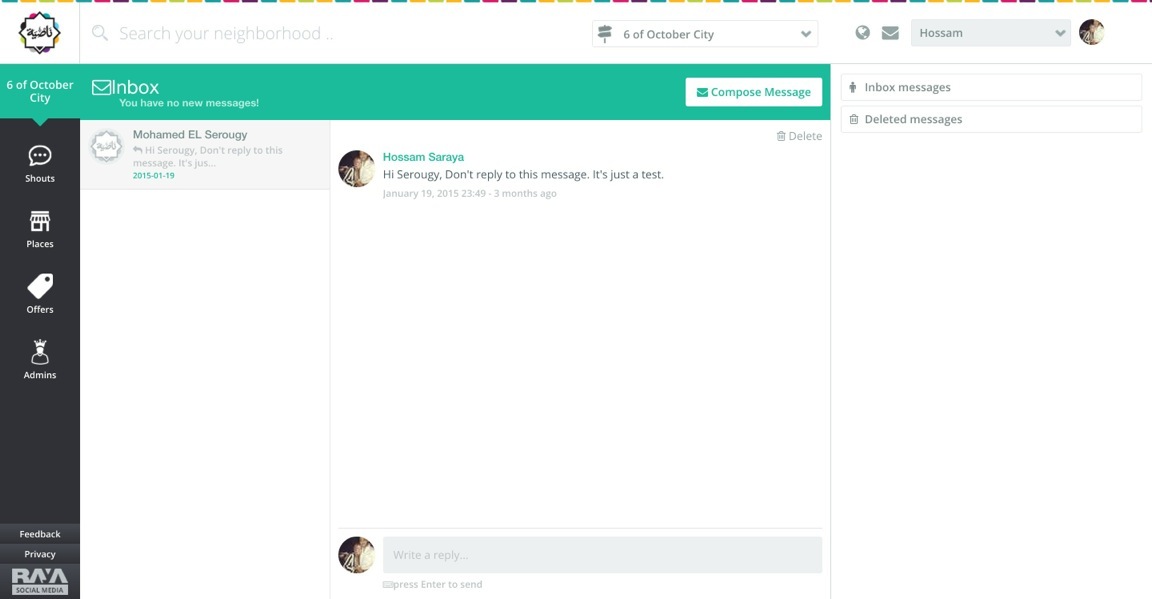 ناصية
Search your neighborhood ..
6 of October City
Hossam
6 of October
City
Inbox
You have no new messages!
Compose Message
Inbox messages
Deleted messages
Shouts
Places
Offers
Admins
Feedback
Privacy
RA'A
SOCIAL MEDIA
Mohamed EL Serougy
Hi Serougy, Don't reply to this
message. It's jus...
2015-01-19
Delete
Hossam Saraya
Hi Serougy, Don't reply to this message. It's just a test.
January 19, 2015 23:49 - 3 months ago
Write a reply...
press Enter to send